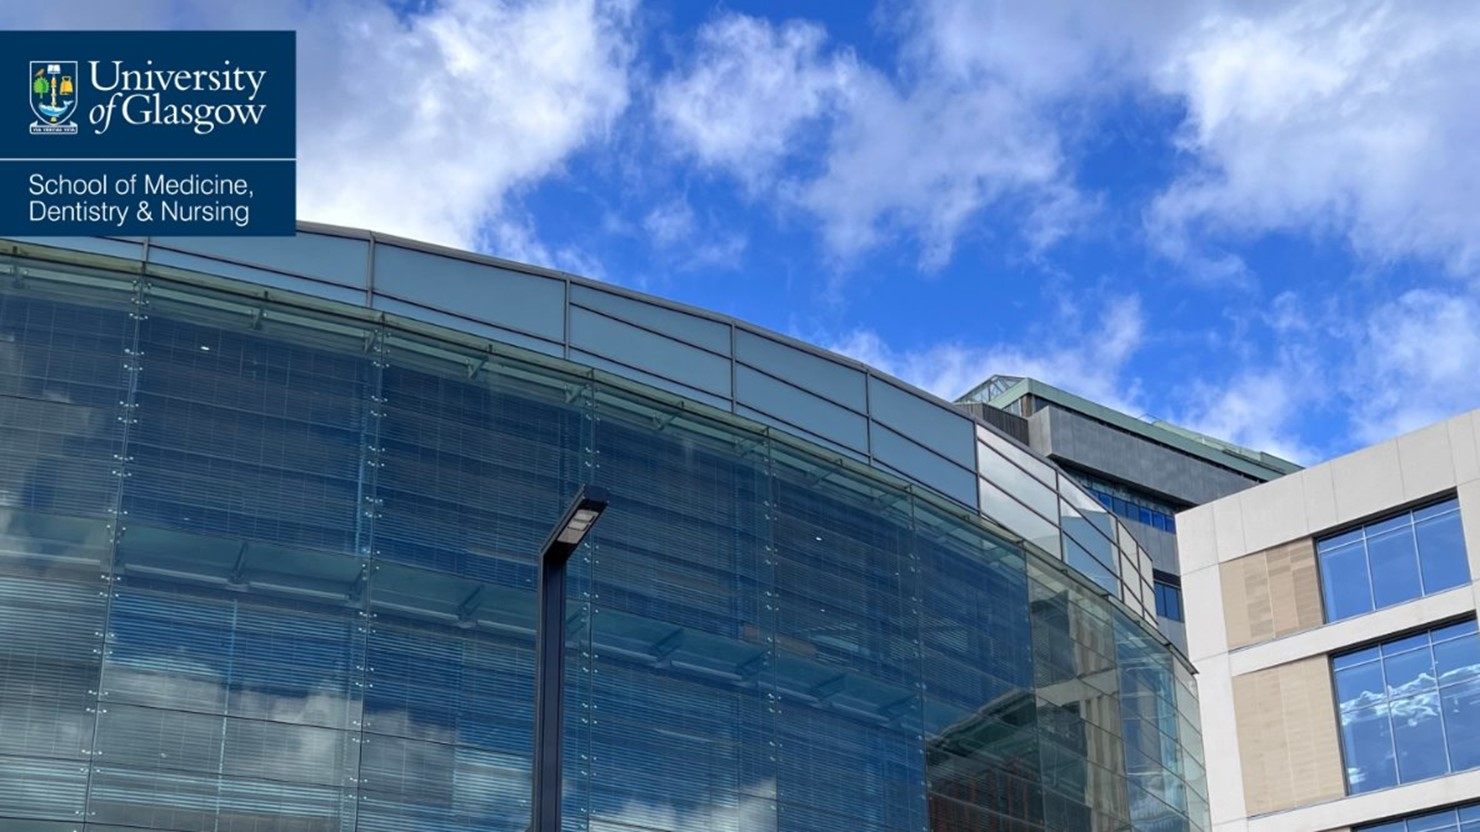 University
of Glasgow
School of Medicine,
Dentistry & Nursing